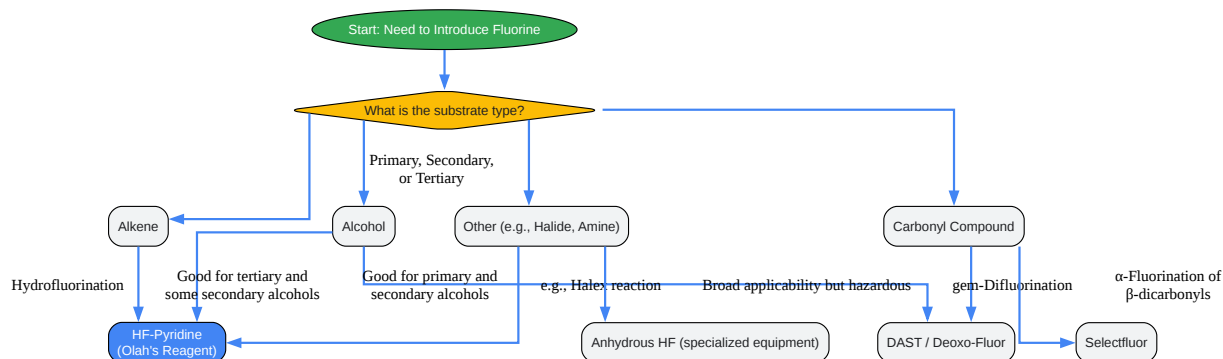 Start: Need to Introduce Fluorine
What is the substrate type?
Primary, Secondary,
or Tertiary
Alkene
Alcohol
Other (e.g., Halide, Amine)
Carbonyl Compound
Hydrofluorination
Good for tertiary and
some secondary alcohols
Good for primary and
secondary alcohols
e.g., Halex reaction
Broad applicability but hazardous
gem-Difluorination
α-Fluorination of
β-dicarbonyls
HF-Pyridine
(Olah's Reagent)
Anhydrous HF (specialized equipment)
DAST / Deoxo-Fluor
Selectfluor